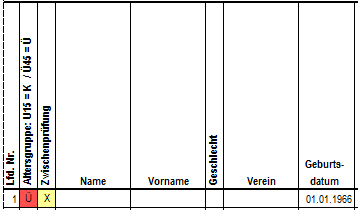 Lfd. Nr.
Altersgruppe: U15 = K / Ü45 = Ü
Zwischenprüfung
Name
Vorname
Geschlecht
Verein
Geburts-
datum
1 Ü X 01.01.1966